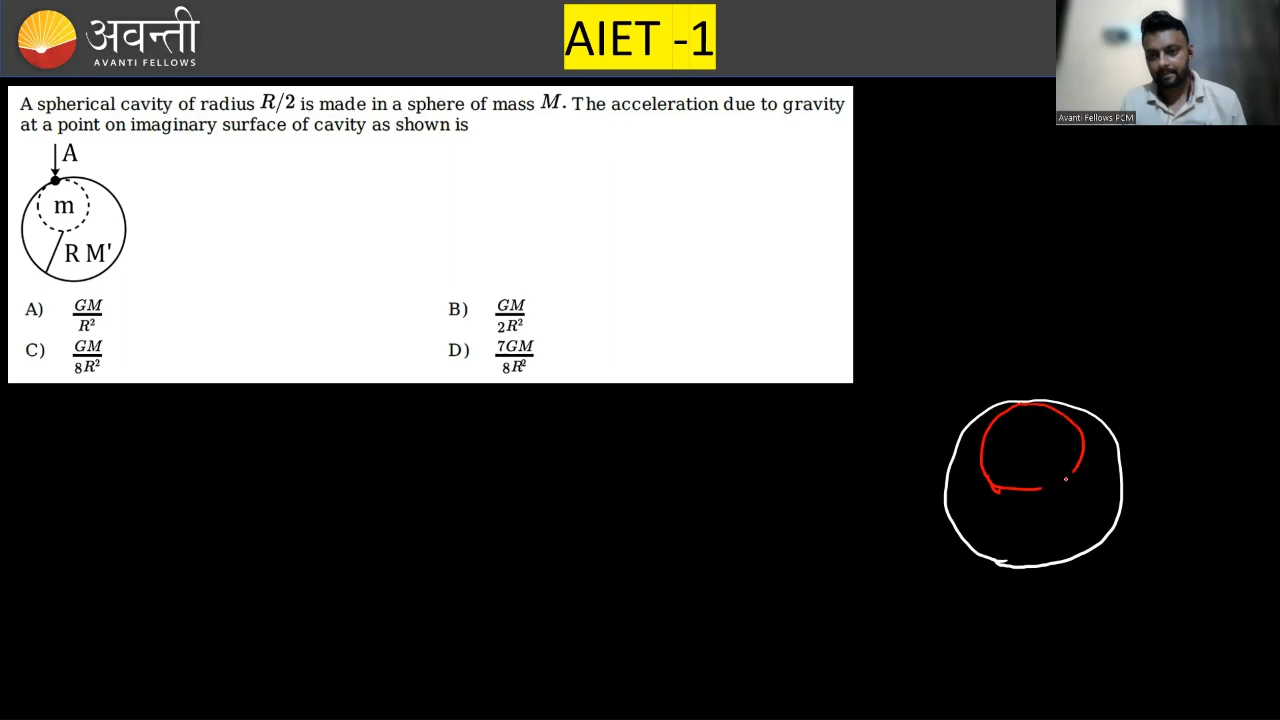 अवन्ती
AVANTI FELLOWS
AIET -1
Avanti Fellows PCM
A spherical cavity of radius R/2 is made in a sphere of mass M. The acceleration due to gravity
at a point on imaginary surface of cavity as shown is
A
m
R M'
A) GM/R² B) GM/2R²
C) GM/8R² D) 7GM/8R²